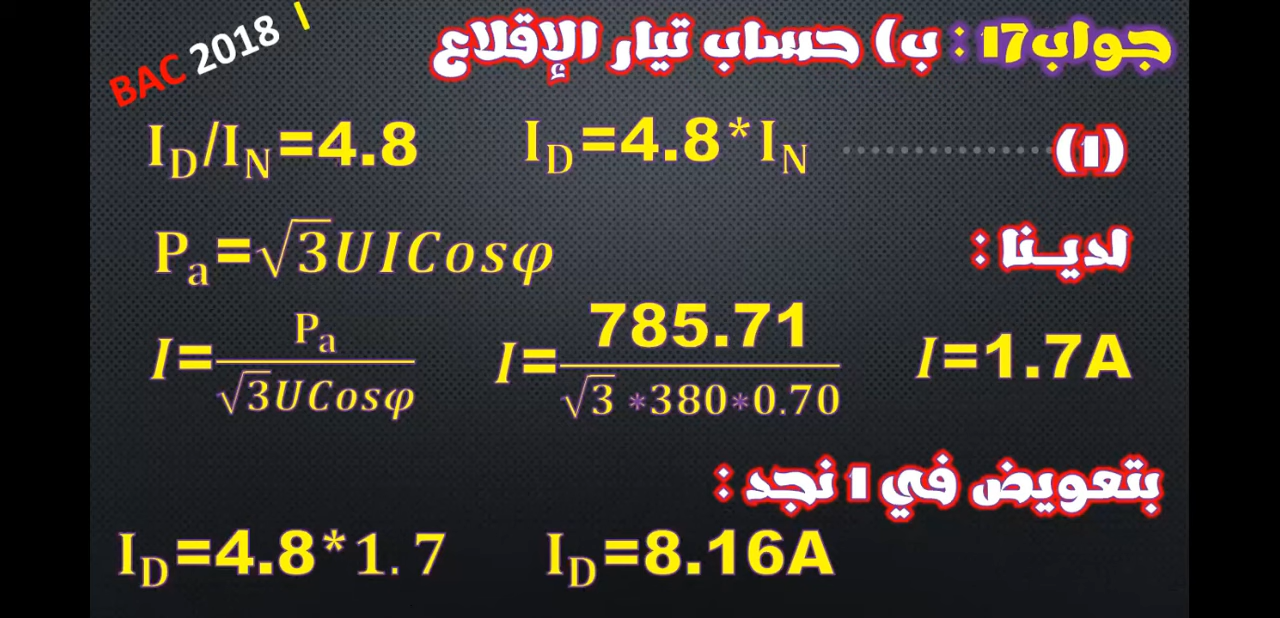 BAC 2018 ا
جواب17 : ب) حساب تيار الإقلاع
I_D/I_N=4.8 I_D=4.8*I_N ................ (1)
لديـنا :
P_a=√3UICosφ
I=P_a/√3UCosφ I=785.71/√3*380*0.70 I=1.7A
بتعويض في 1 نجد :
I_D=4.8*1.7 I_D=8.16A